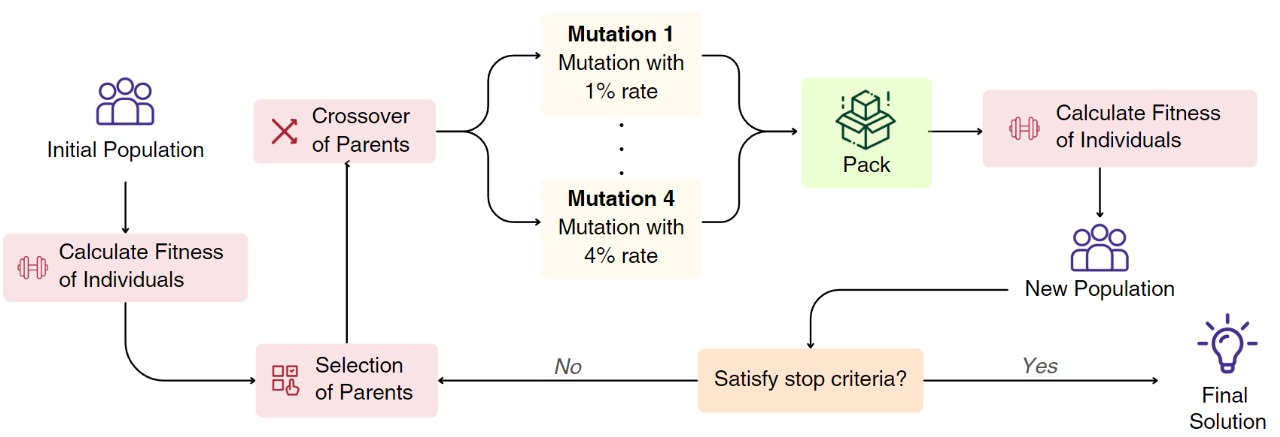 Initial Population
Calculate Fitness
of Individuals
Selection
of Parents
Crossover
of Parents
Mutation 1
Mutation with
1% rate
Mutation 4
Mutation with
4% rate
Pack
Calculate Fitness
of Individuals
New Population
Satisfy stop criteria?
No
Yes
Final
Solution